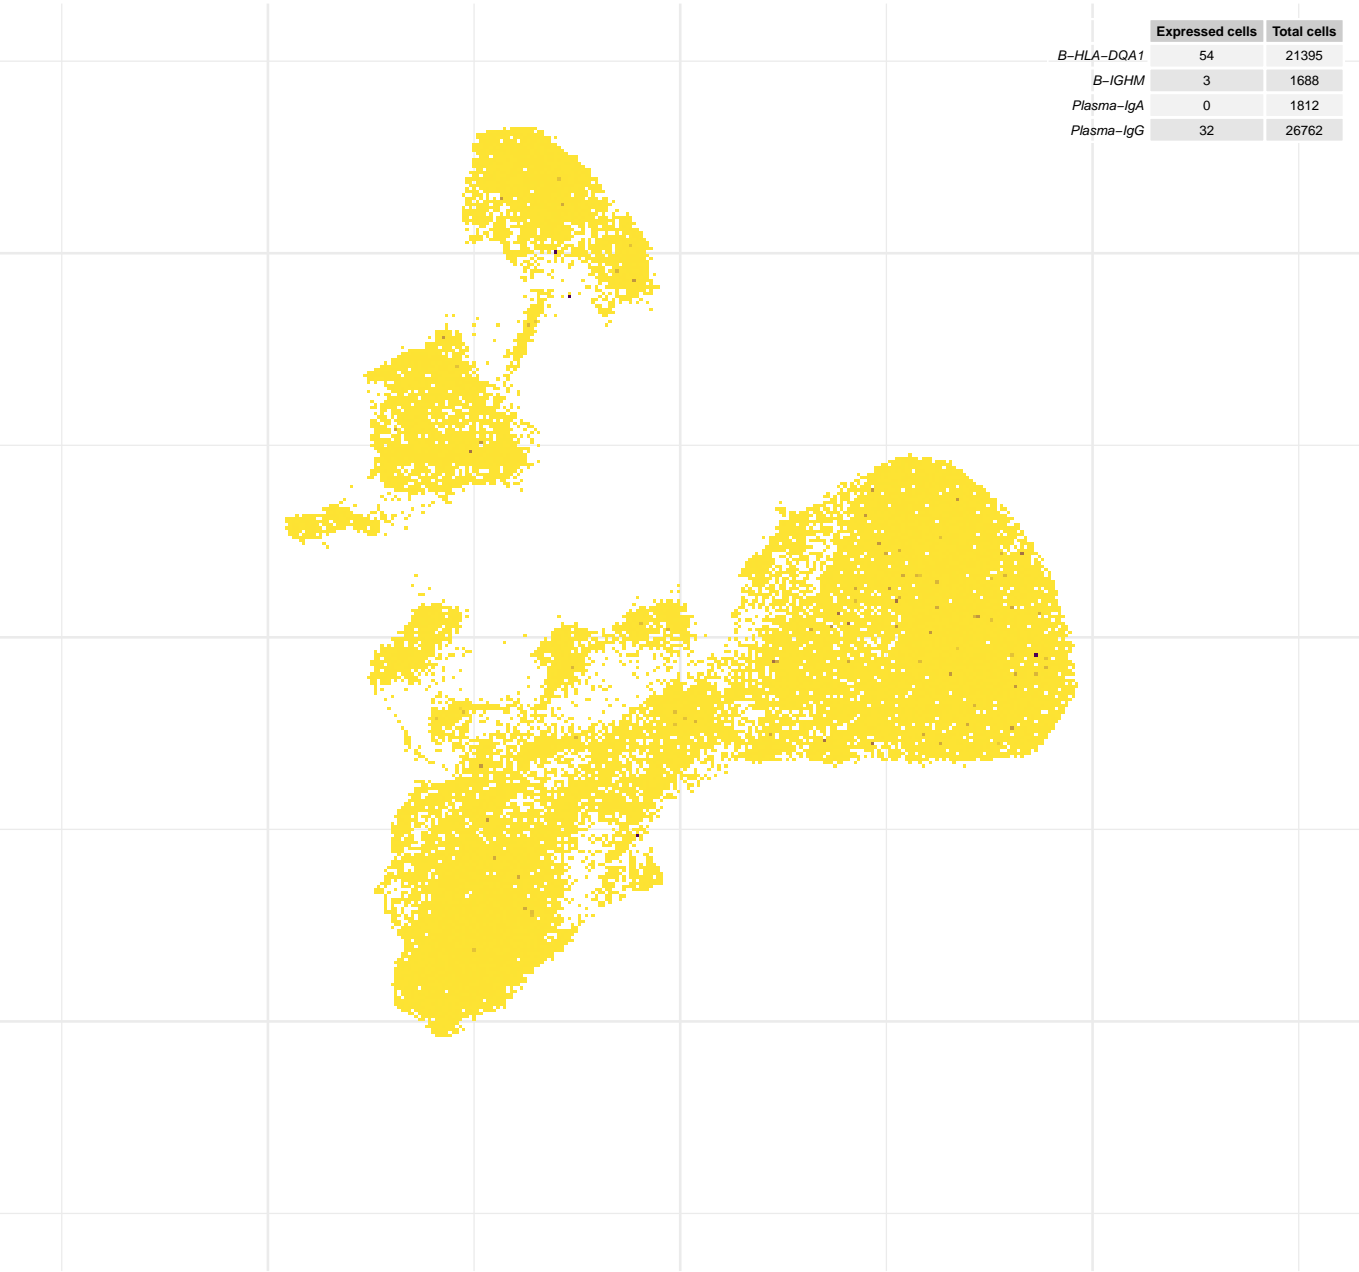 Expressed cells Total cells
B−HLA−DQA1 54 21395
B−IGHM 3 1688
Plasma−IgA 0 1812
Plasma−IgG 32 26762